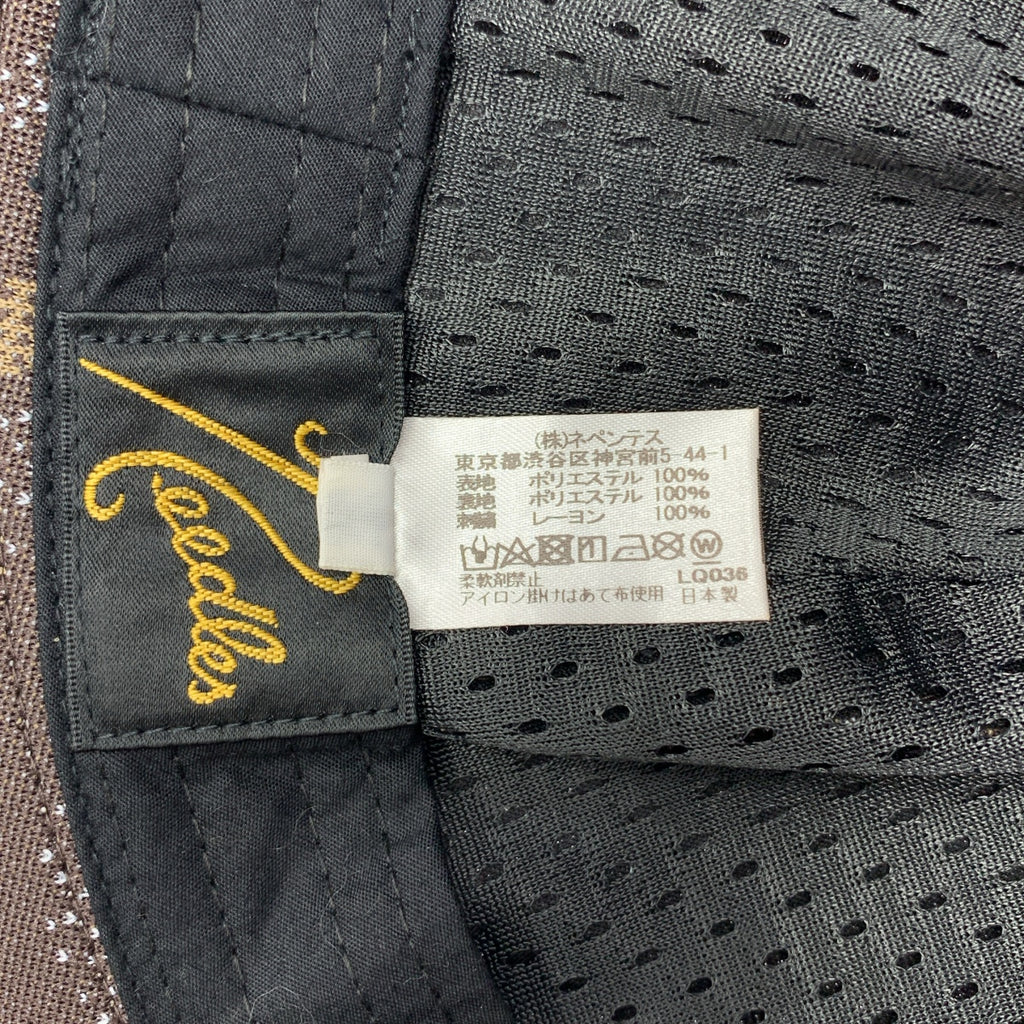 Needles
(株)ネペンテス
東京都渋谷区神宮前5-44-1
表地 ポリエステル 100%
裏地 ポリエステル 100%
刺繍 レーヨン 100%
W
柔軟剤禁止 LQ036
アイロン掛けはあて布使用 日本製